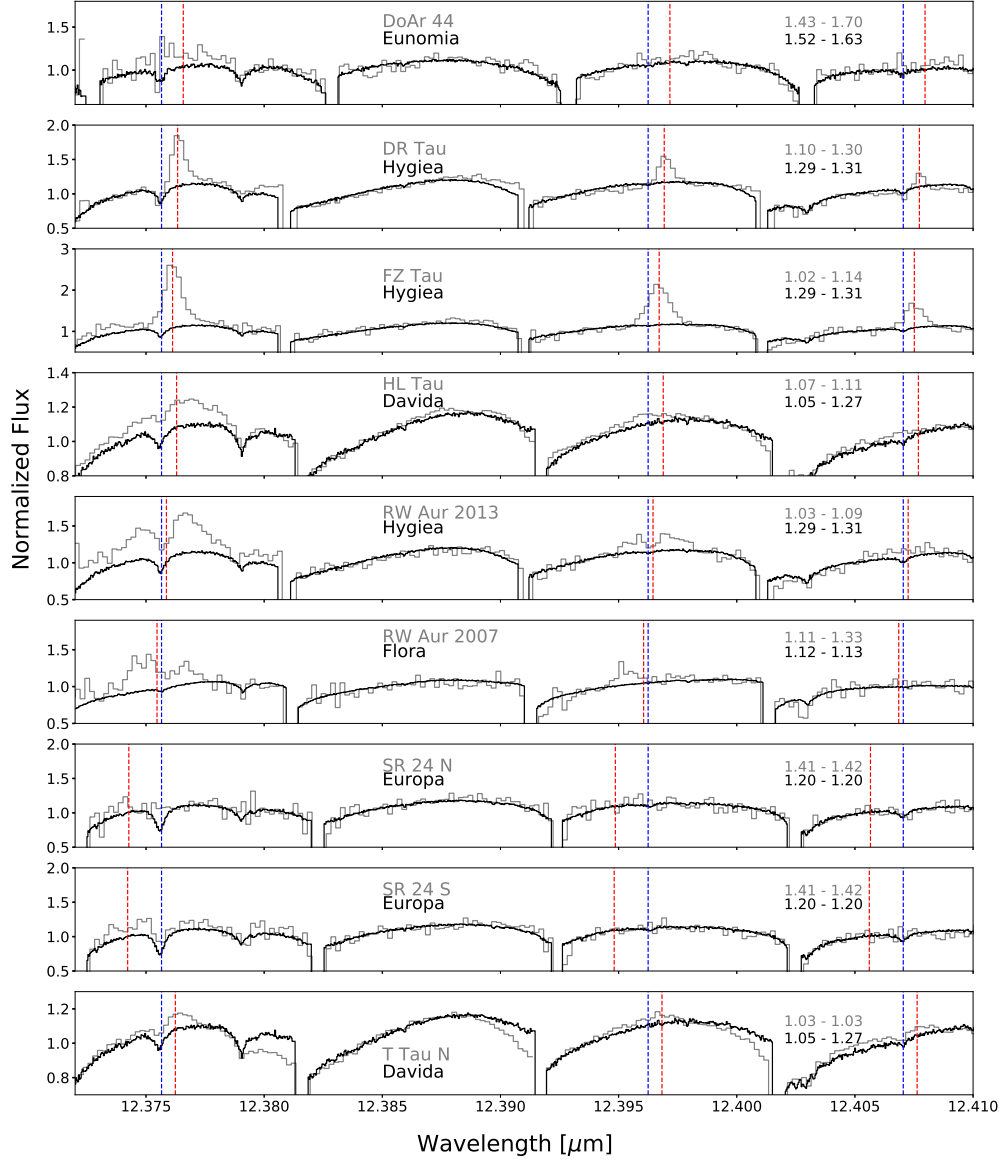 DoAr 44
Eunomia
1.43 - 1.70
1.52 - 1.63
1.5
1.0
DR Tau
Hygiea
1.10 - 1.30
1.29 - 1.31
2.0
1.5
1.0
0.5
FZ Tau
Hygiea
1.02 - 1.14
1.29 - 1.31
3
2
1
HL Tau
Davida
1.07 - 1.11
1.05 - 1.27
1.4
1.2
1.0
0.8
RW Aur 2013
Hygiea
1.03 - 1.09
1.29 - 1.31
1.5
1.0
0.5
RW Aur 2007
Flora
1.11 - 1.33
1.12 - 1.13
1.5
1.0
0.5
SR 24 N
Europa
1.41 - 1.42
1.20 - 1.20
2.0
1.5
1.0
0.5
SR 24 S
Europa
1.41 - 1.42
1.20 - 1.20
2.0
1.5
1.0
0.5
T Tau N
Davida
1.03 - 1.03
1.05 - 1.27
1.2
1.0
0.8
12.375 12.380 12.385 12.390 12.395 12.400 12.405 12.410
Wavelength [μm]
Normalized Flux